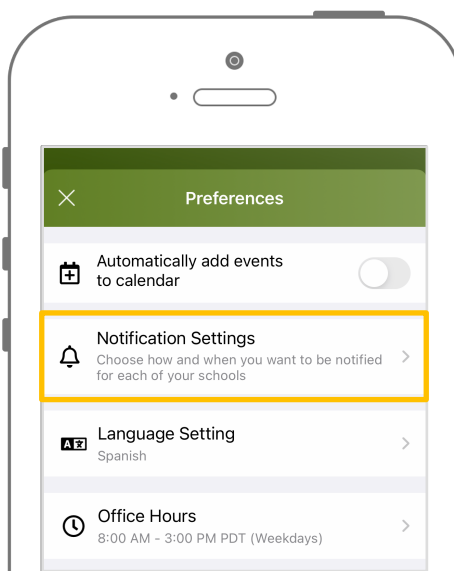 Preferences
Automatically add events
to calendar
Notification Settings
Choose how and when you want to be notified
for each of your schools
Language Setting
Spanish
Office Hours
8:00 AM - 3:00 PM PDT (Weekdays)